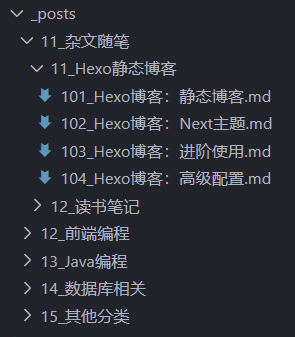 _posts
11_杂文随笔
11_Hexo静态博客
101_Hexo博客：静态博客.md
102_Hexo博客：Next主题.md
103_Hexo博客：进阶使用.md
104_Hexo博客：高级配置.md
12_读书笔记
12_前端编程
13_Java编程
14_数据库相关
15_其他分类